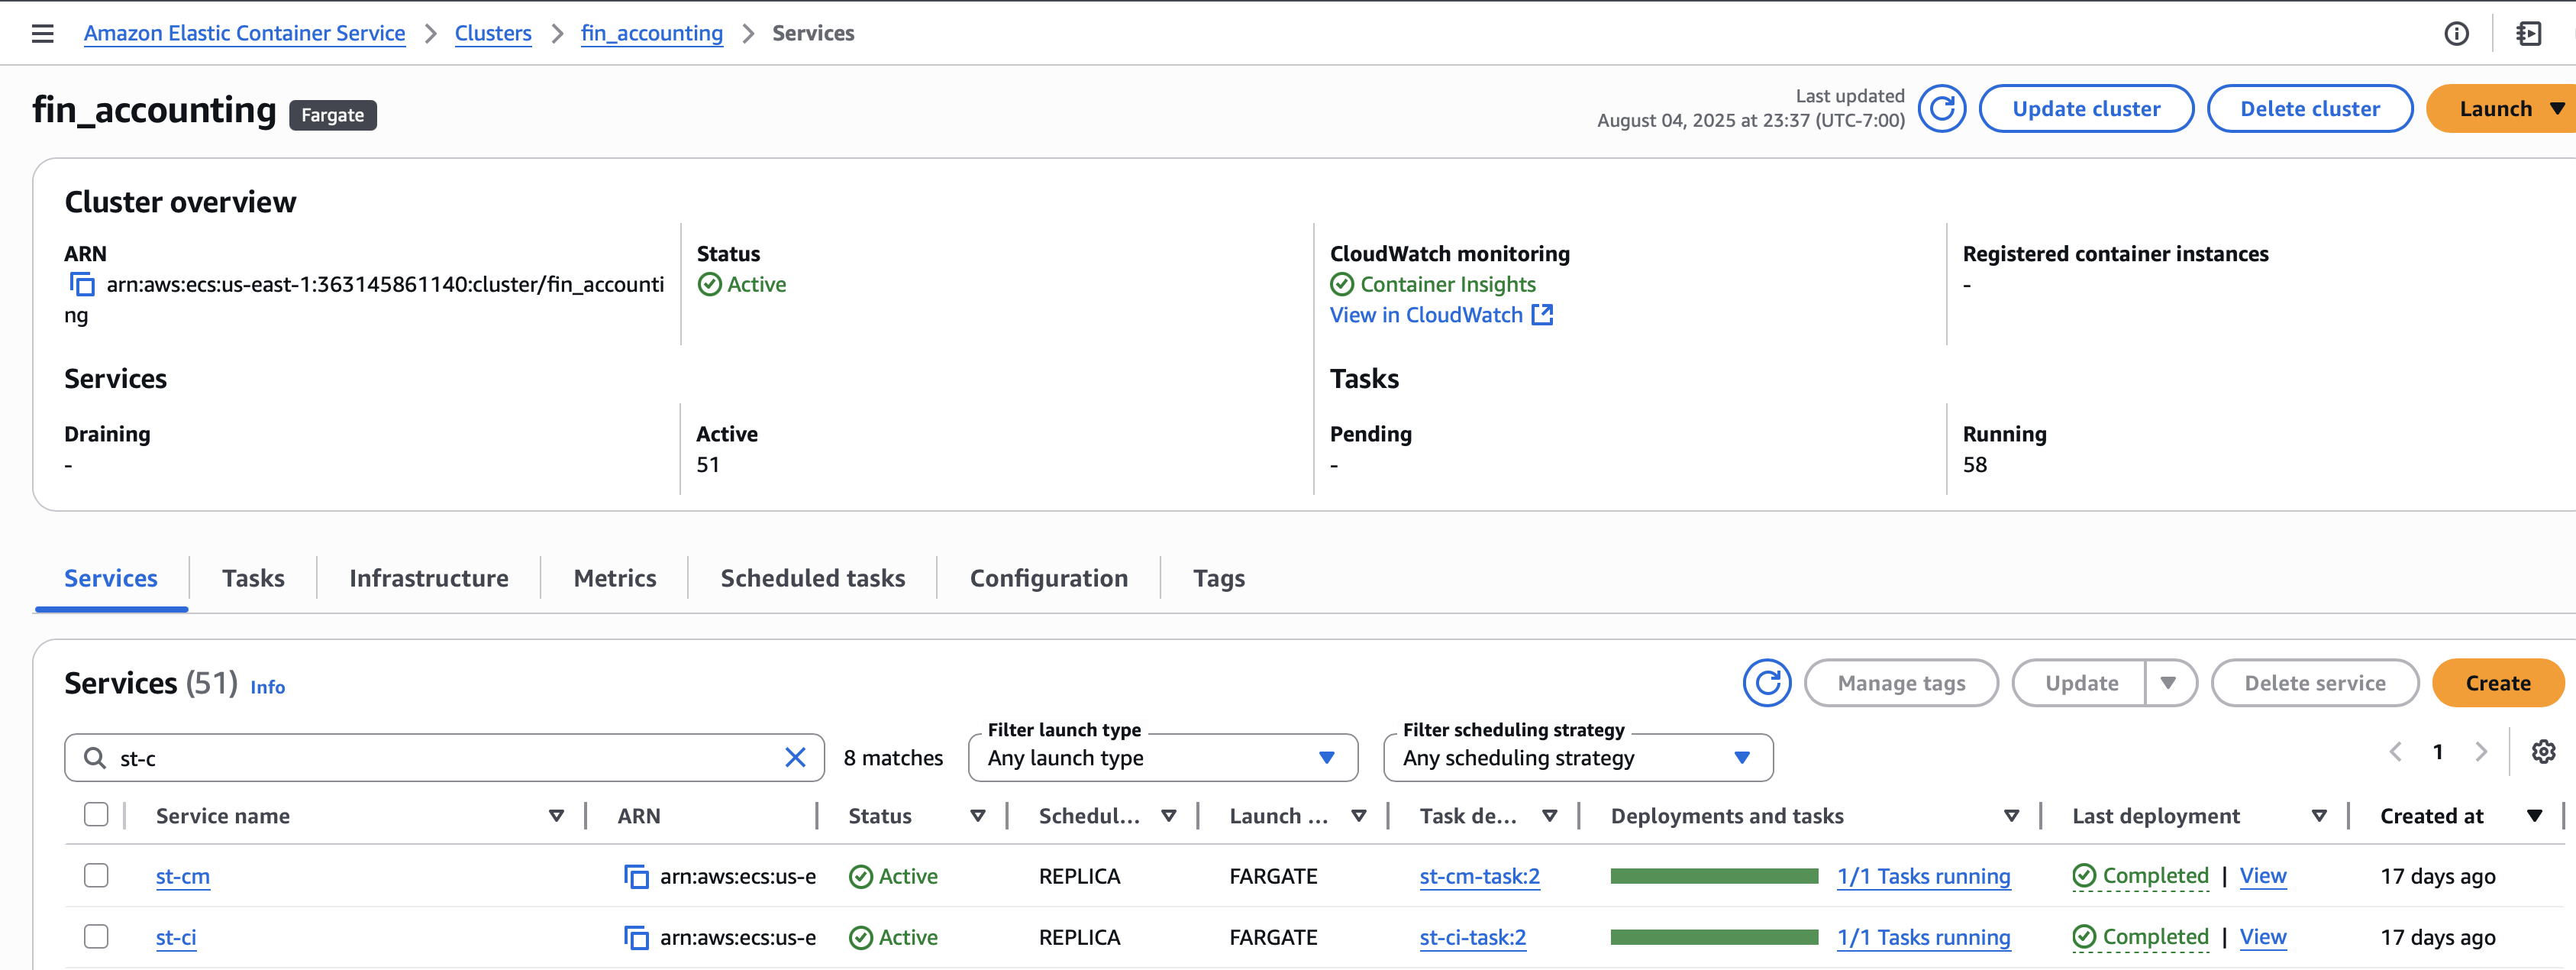 Amazon Elastic Container Service > Clusters > fin_accounting > Services
fin_accounting Fargate
Last updated
August 04, 2025 at 23:37 (UTC-7:00)
Update cluster Delete cluster Launch
Cluster overview
ARN
arn:aws:ecs:us-east-1:363145861140:cluster/fin_accounti
ng
Status
Active
CloudWatch monitoring
Container Insights
View in CloudWatch
Registered container instances
-
Services
Draining
-
Active
51
Tasks
Pending
-
Running
58
Services Tasks Infrastructure Metrics Scheduled tasks Configuration Tags
Services (51) Info
Manage tags Update Delete service Create
st-c
8 matches
Filter launch type
Any launch type
Filter scheduling strategy
Any scheduling strategy
1
Service name ARN Status Schedul... Launch ... Task de... Deployments and tasks Last deployment Created at
st-cm arn:aws:ecs:us-e Active REPLICA FARGATE st-cm-task:2 1/1 Tasks running Completed | View 17 days ago
st-ci arn:aws:ecs:us-e Active REPLICA FARGATE st-ci-task:2 1/1 Tasks running Completed | View 17 days ago